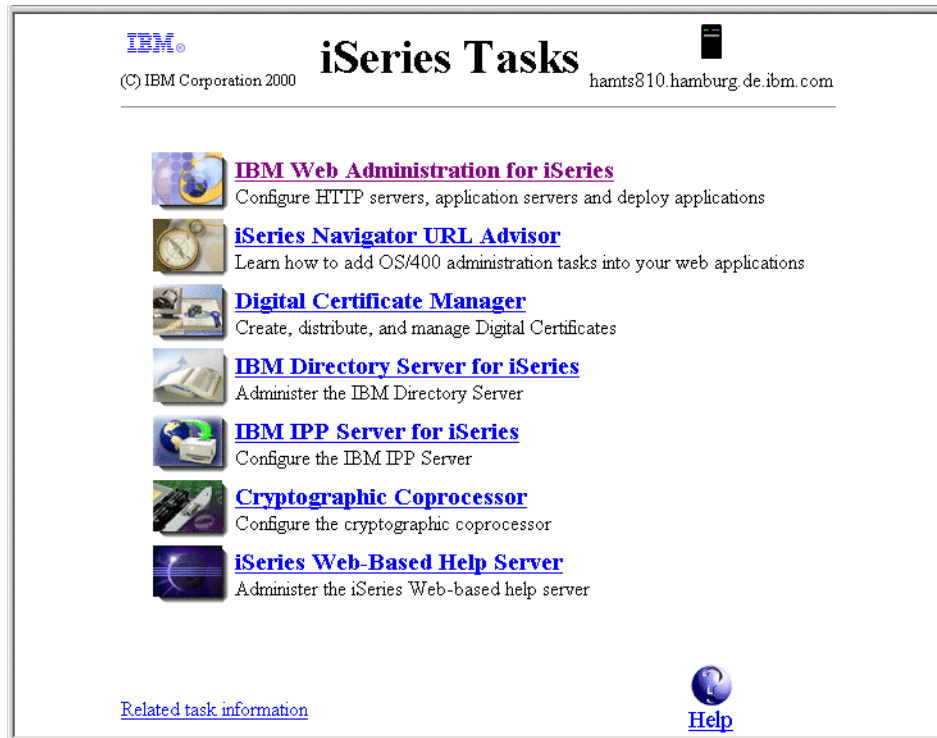 IBM®
iSeries Tasks
(C) IBM Corporation 2000
hamts810.hamburg.de.ibm.com
IBM Web Administration for iSeries
Configure HTTP servers, application servers and deploy applications
iSeries Navigator URL Advisor
Learn how to add OS/400 administration tasks into your web applications
Digital Certificate Manager
Create, distribute, and manage Digital Certificates
IBM Directory Server for iSeries
Administer the IBM Directory Server
IBM IPP Server for iSeries
Configure the IBM IPP Server
Cryptographic Coprocessor
Configure the cryptographic coprocessor
iSeries Web-Based Help Server
Administer the iSeries Web-based help server
Related task information
Help